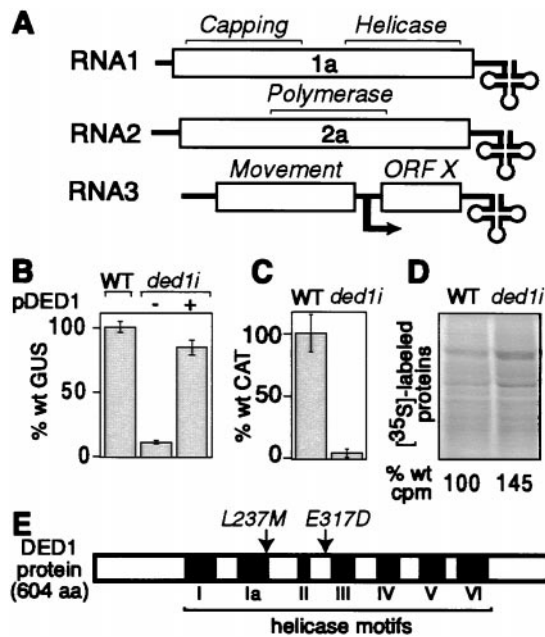 A
Capping Helicase
RNA1 1a
Polymerase
RNA2 2a
Movement ORF X
RNA3
B WT ded1i
pDED1 - +
% wt GUS
100
50
0
C WT ded1i
% wt CAT
100
50
0
D WT ded1i
[35S]-labeled proteins
% wt cpm 100 145
E L237M E317D
DED1 protein (604 aa)
I Ia II III IV V VI
helicase motifs